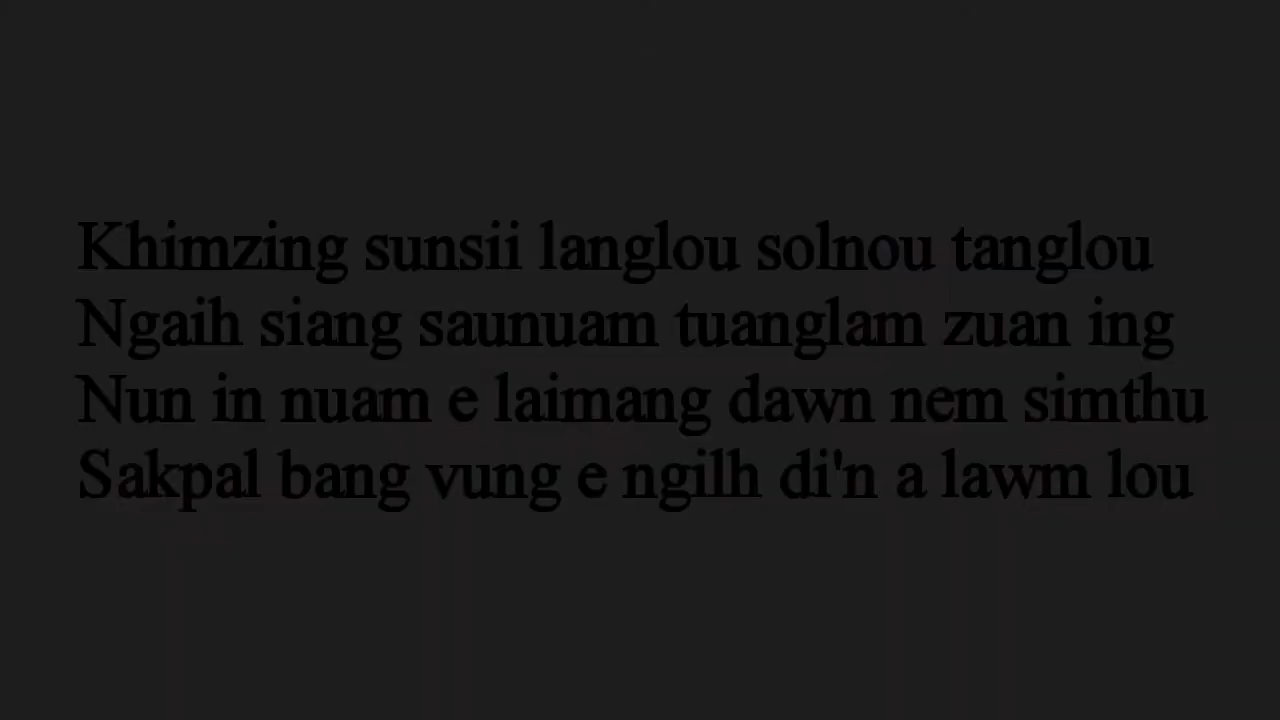 Khimzing sunsii langlou solnou tanglou
Ngaih siang saunuam tuanglam zuan ing
Nun in nuam e laimang dawn nem simthu
Sakpal bang vung e ngilh di'n a lawm lou